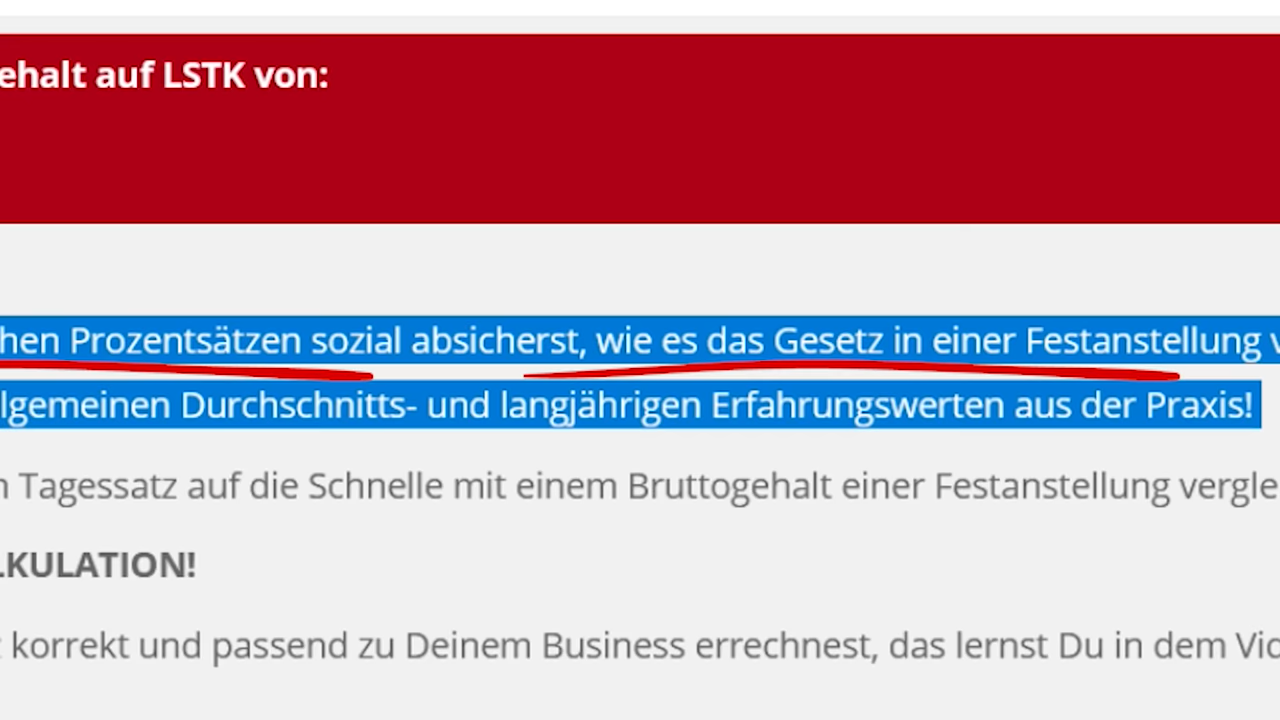 ehalt auf LSTK von:
hen Prozentsätzen sozial absicherst, wie es das Gesetz in einer Festanstellung v
lgemeinen Durchschnitts- und langjährigen Erfahrungswerten aus der Praxis!
n Tagessatz auf die Schnelle mit einem Bruttogehalt einer Festanstellung vergle
LKULATION!
korrekt und passend zu Deinem Business errechnest, das lernst Du in dem Vid